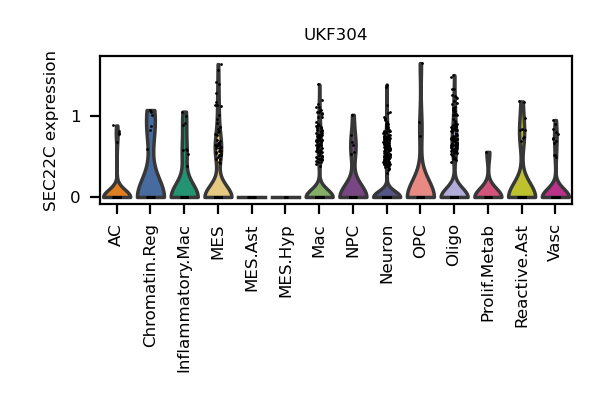 UKF304
SEC22C expression
1
0
AC
Chromatin.Reg
Inflammatory.Mac
MES
MES.Ast
MES.Hyp
Mac
NPC
Neuron
OPC
Oligo
Prolif.Metab
Reactive.Ast
Vasc